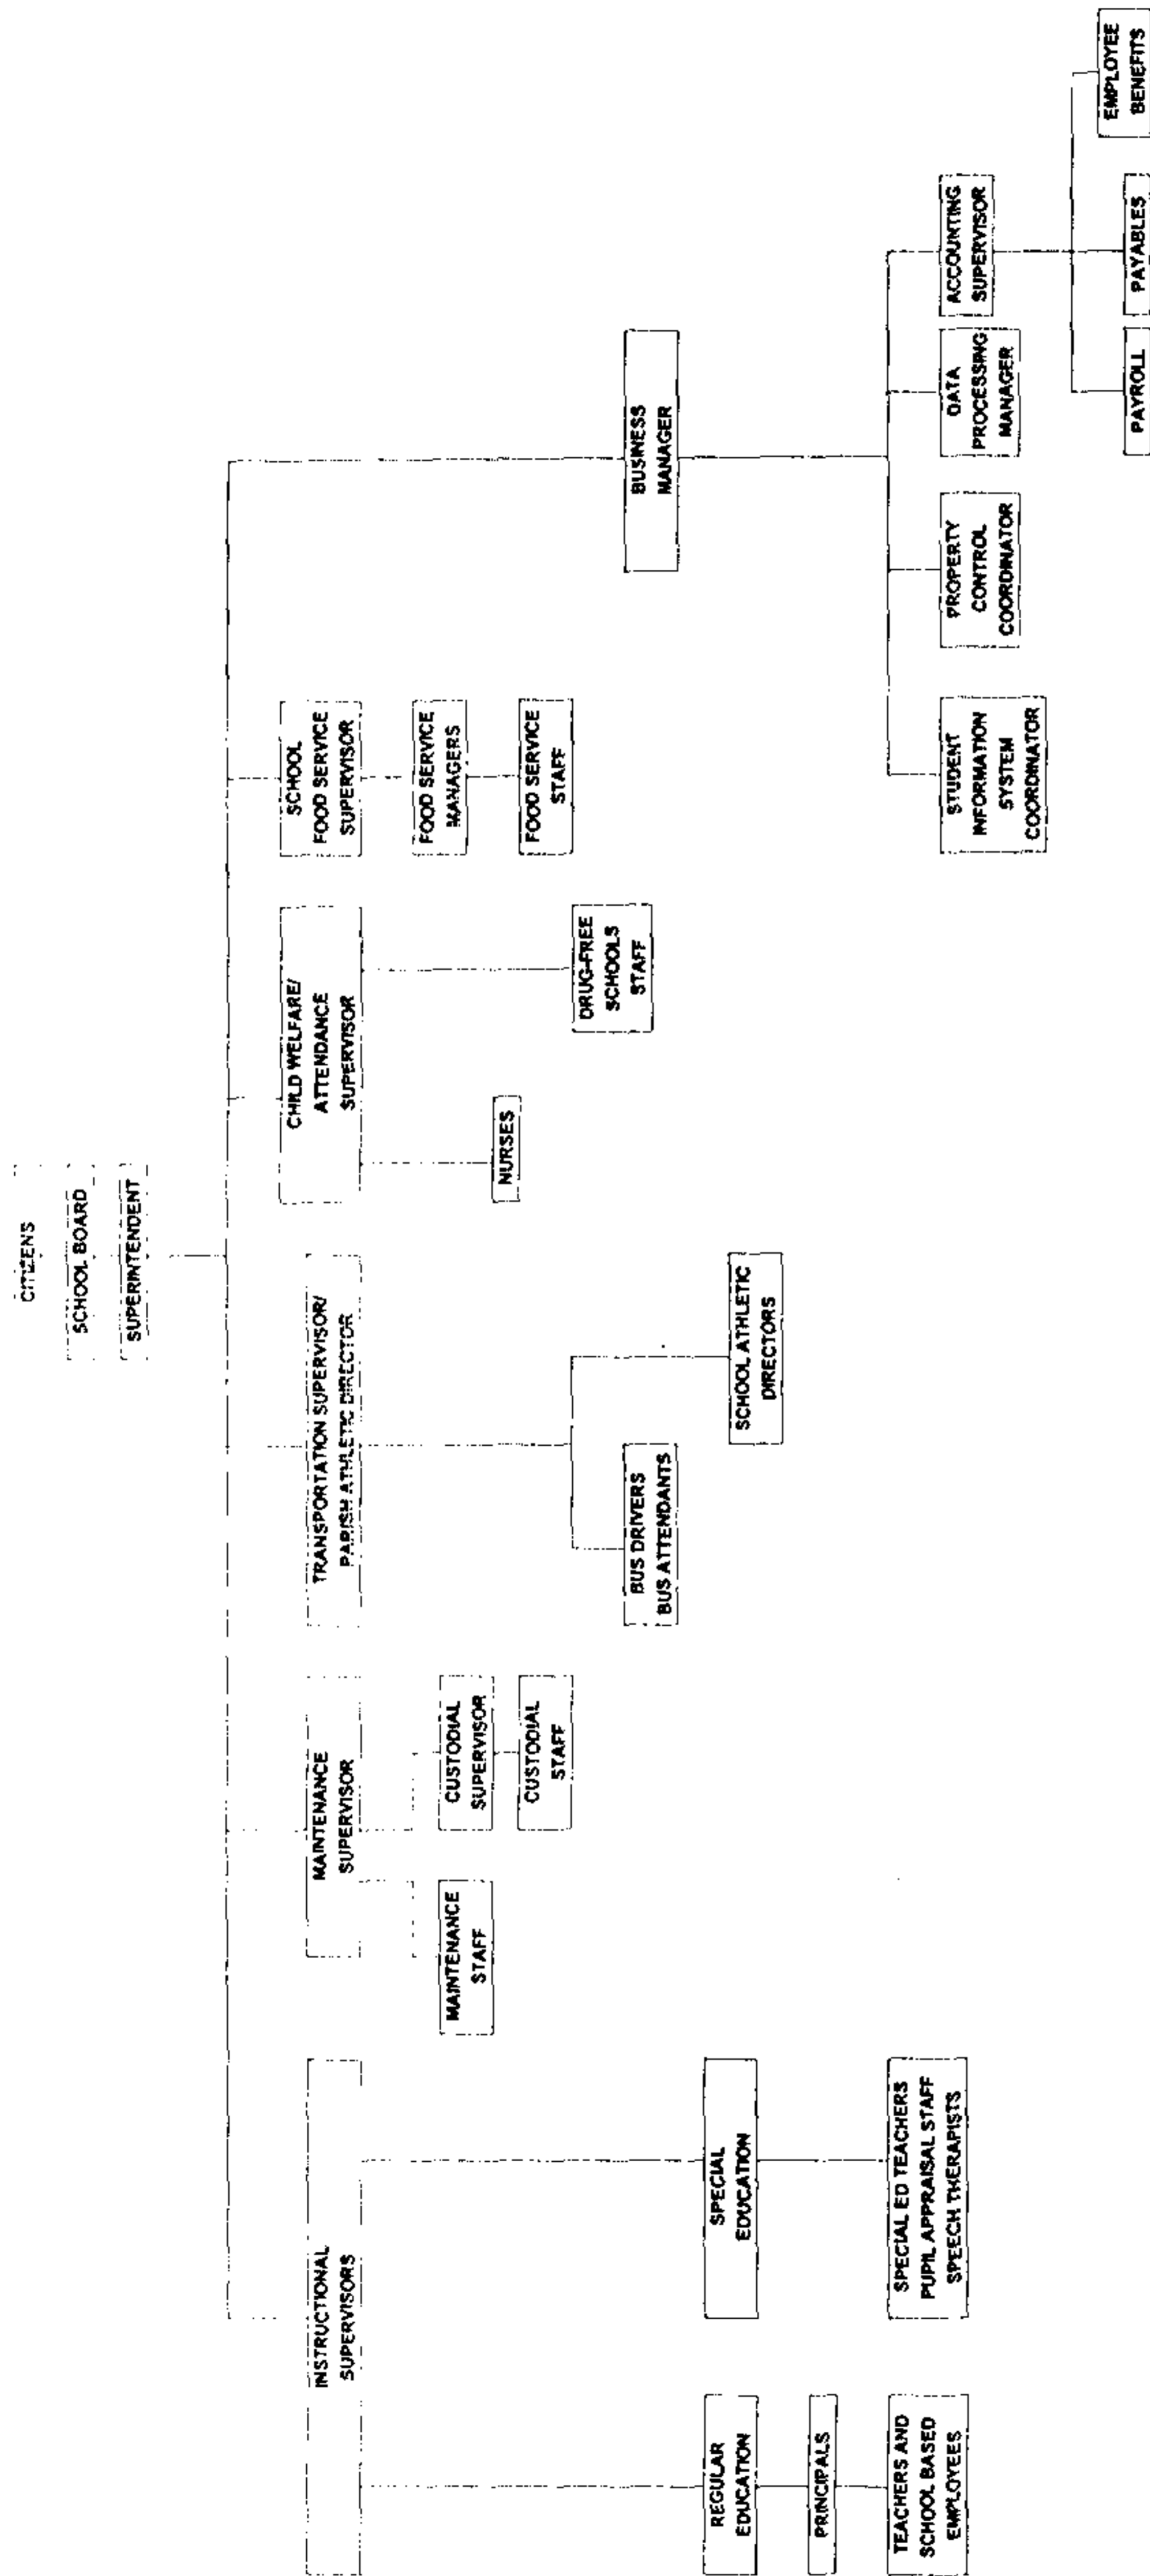 CITIZENS
SCHOOL BOARD
SUPERINTENDENT
INSTRUCTIONAL
SUPERVISORS
MAINTENANCE
SUPERVISOR
TRANSPORTATION SUPERVISOR/
PARISH ATHLETIC DIRECTOR
CHILD WELFARE/
ATTENDANCE
SUPERVISOR
SCHOOL
FOOD SERVICE
SUPERVISOR
BUSINESS
MANAGER
REGULAR
EDUCATION
PRINCIPALS
TEACHERS AND
SCHOOL BASED
EMPLOYEES
SPECIAL
EDUCATION
SPECIAL ED TEACHERS
PUPIL APPRAISAL STAFF
SPEECH THERAPISTS
MAINTENANCE
STAFF
CUSTODIAL
SUPERVISOR
CUSTODIAL
STAFF
BUS DRIVERS
BUS ATTENDANTS
SCHOOL ATHLETIC
DIRECTORS
NURSES
DRUG-FREE
SCHOOLS
STAFF
FOOD SERVICE
MANAGERS
FOOD SERVICE
STAFF
STUDENT
INFORMATION
SYSTEM
COORDINATOR
PROPERTY
CONTROL
COORDINATOR
DATA
PROCESSING
MANAGER
ACCOUNTING
SUPERVISOR
PAYROLL
PAYABLES
EMPLOYEE
BENEFITS